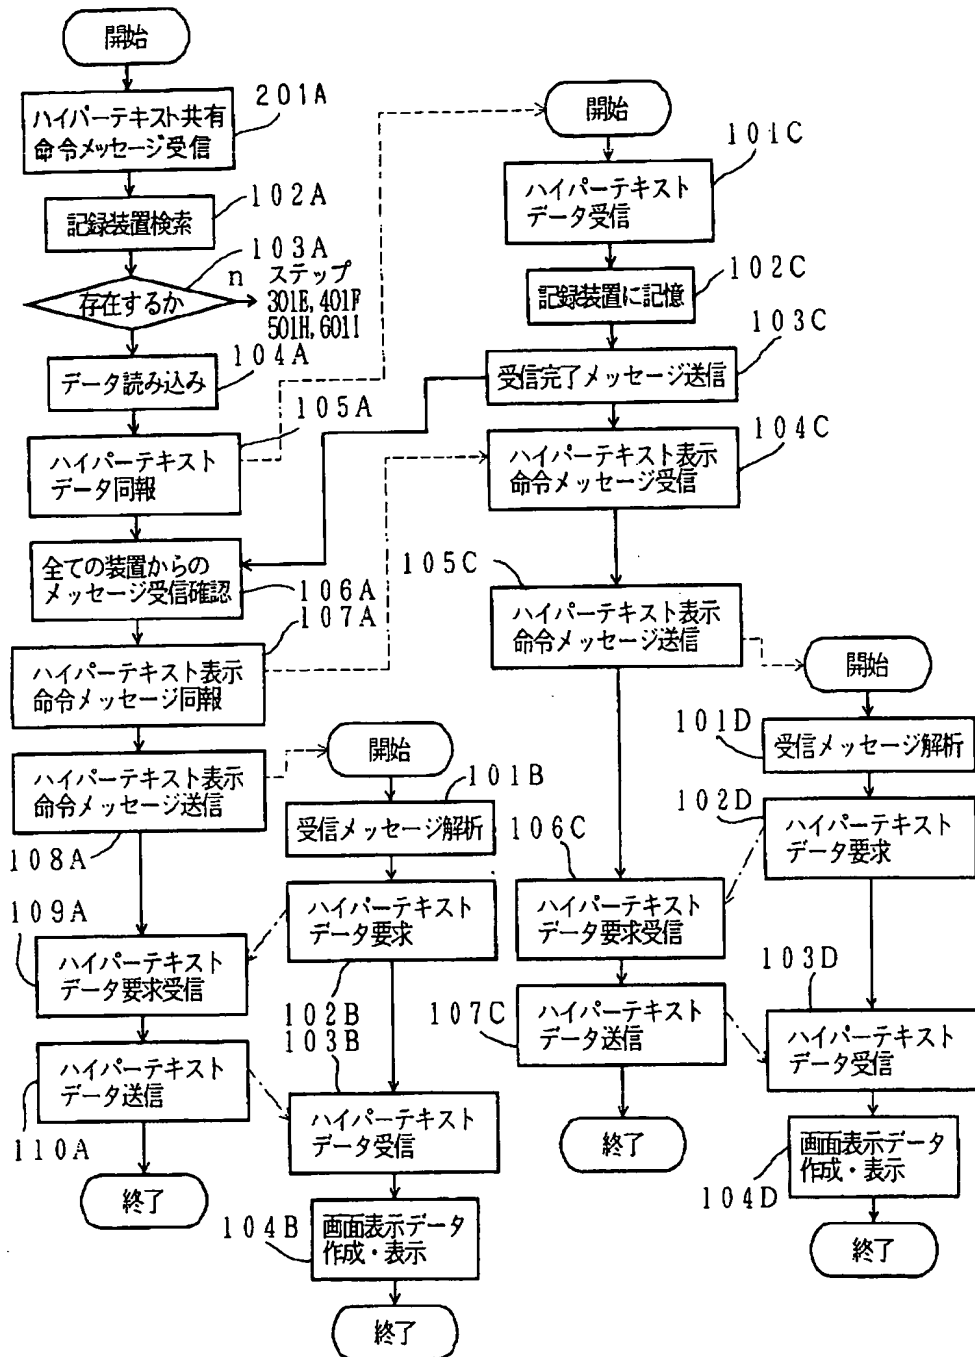 開始
201A
ハイパーテキスト共有
命令メッセージ受信
102A
記録装置検索
103A
存在するか
n
ステップ
301E,401F
501H,601I
104A
データ読み込み
105A
ハイパーテキスト
データ同報
全ての装置からの
メッセージ受信確認
106A
107A
ハイパーテキスト表示
命令メッセージ同報
ハイパーテキスト表示
命令メッセージ送信
108A
109A
ハイパーテキスト
データ要求受信
ハイパーテキスト
データ送信
110A
終了
開始
101B
受信メッセージ解析
ハイパーテキスト
データ要求
102B
103B
ハイパーテキスト
データ受信
104B
画面表示データ
作成・表示
終了
開始
101C
ハイパーテキスト
データ受信
102C
記録装置に記憶
103C
受信完了メッセージ送信
104C
ハイパーテキスト表示
命令メッセージ受信
105C
ハイパーテキスト表示
命令メッセージ送信
106C
ハイパーテキスト
データ要求受信
107C
ハイパーテキスト
データ送信
終了
開始
101D
受信メッセージ解析
102D
ハイパーテキスト
データ要求
103D
ハイパーテキスト
データ受信
画面表示データ
作成・表示
104D
終了